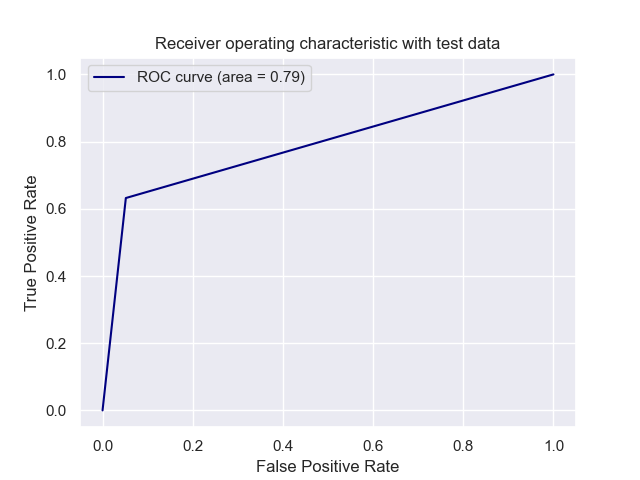 Receiver operating characteristic with test data
ROC curve (area = 0.79)
True Positive Rate
1.0
0.8
0.6
0.4
0.2
0.0
0.0 0.2 0.4 0.6 0.8 1.0
False Positive Rate